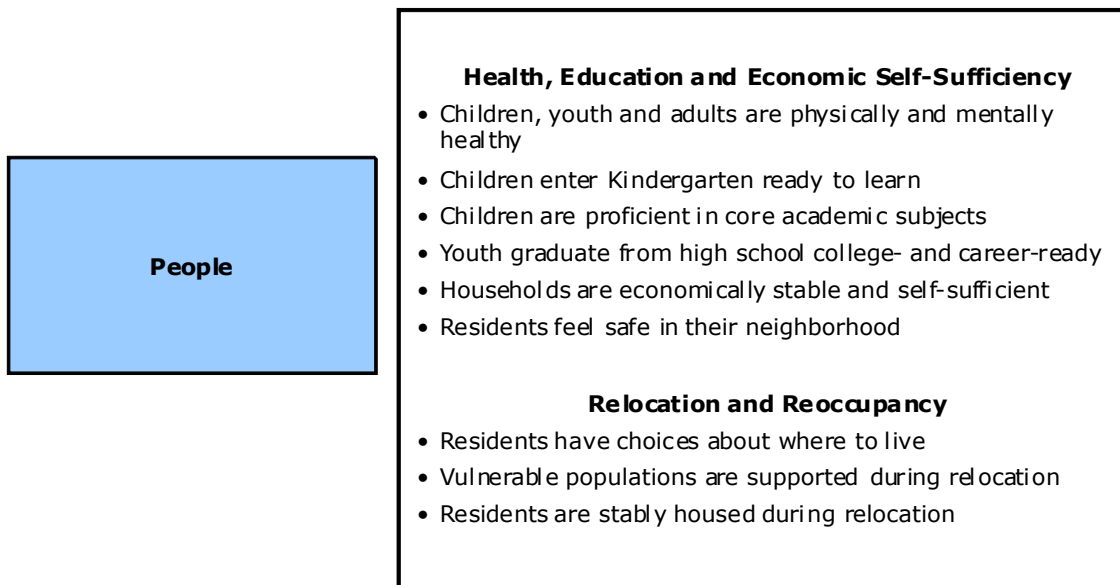 People
Health, Education and Economic Self-Sufficiency
• Children, youth and adults are physically and mentally
healthy
• Children enter Kindergarten ready to learn
• Children are proficient in core academic subjects
• Youth graduate from high school college- and career-ready
• Households are economically stable and self-sufficient
• Residents feel safe in their neighborhood
Relocation and Reoccupancy
• Residents have choices about where to live
• Vulnerable populations are supported during relocation
• Residents are stably housed during relocation